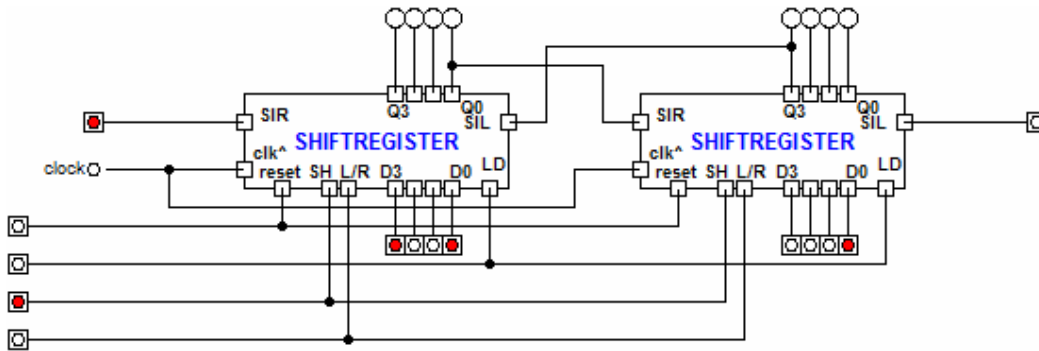 Q3 Q0
SIR SIL
SHIFTREGISTER
clk^ LD
reset SH L/R D3 D0
Q3 Q0
SIR SIL
SHIFTREGISTER
clk^ LD
reset SH L/R D3 D0
clock